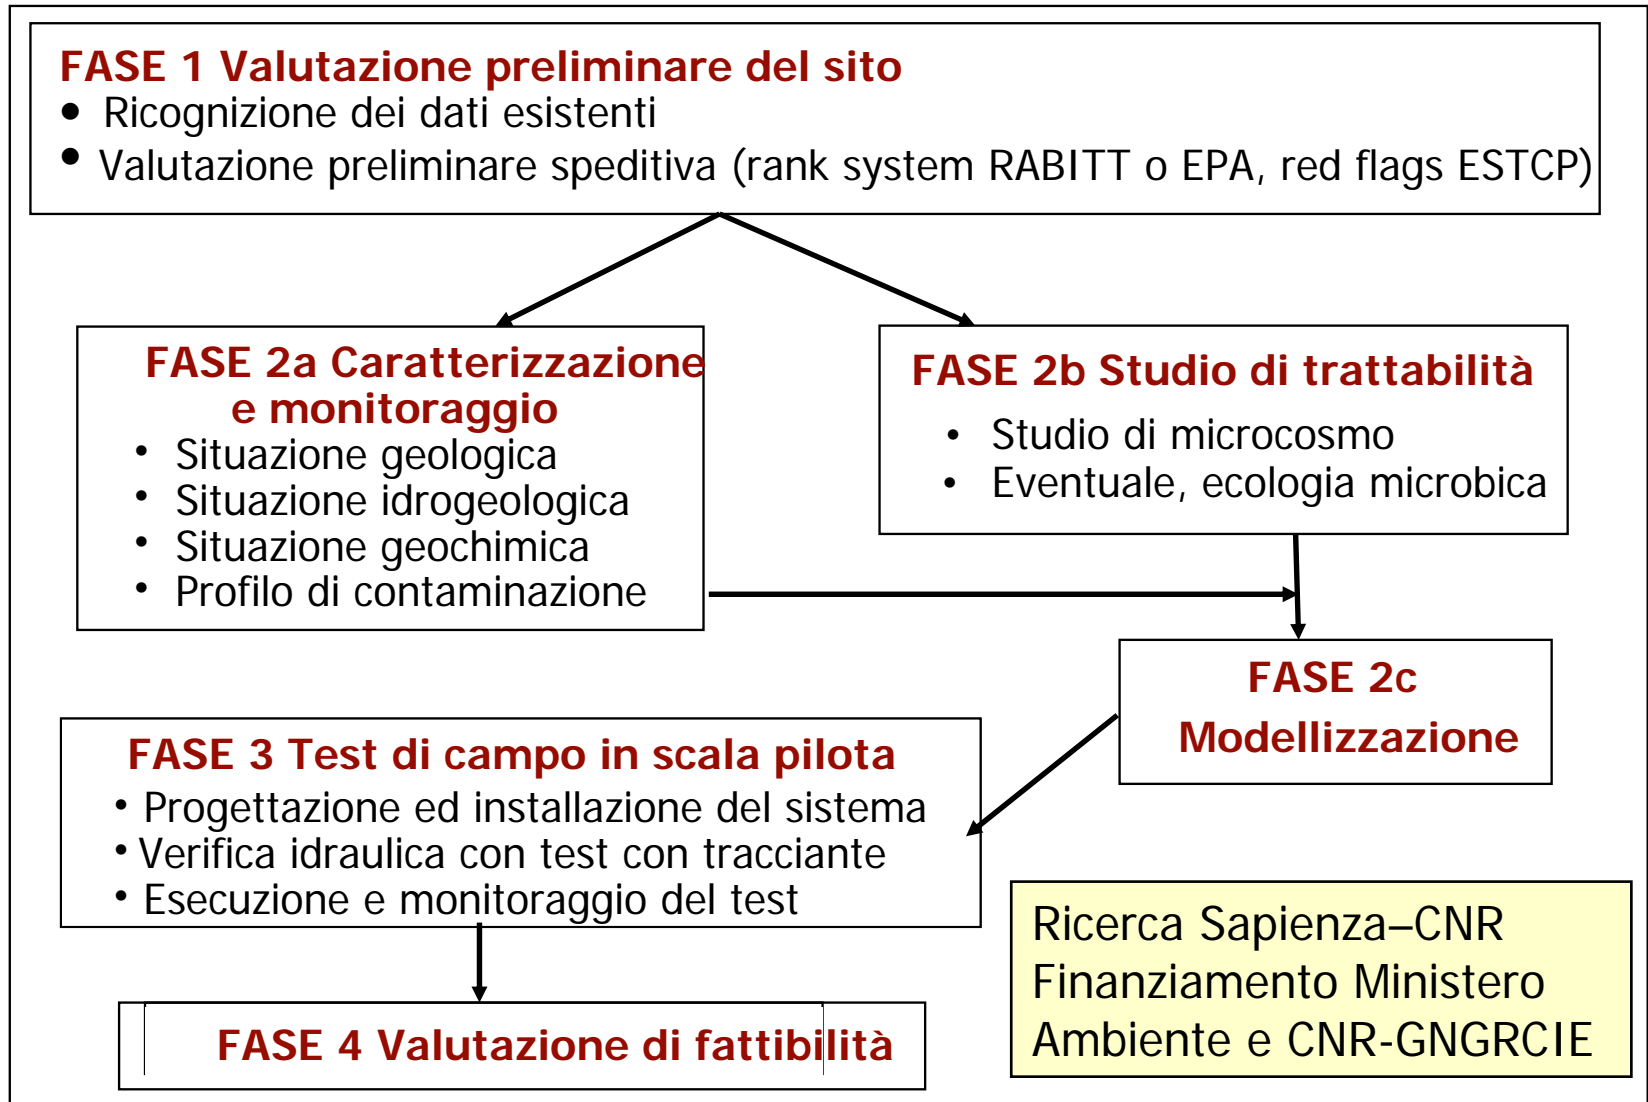 FASE 1 Valutazione preliminare del sito
• Ricognizione dei dati esistenti
• Valutazione preliminare speditiva (rank system RABITT o EPA, red flags ESTCP)
FASE 2a Caratterizzazione
e monitoraggio
• Situazione geologica
• Situazione idrogeologica
• Situazione geochimica
• Profilo di contaminazione
FASE 2b Studio di trattabilità
• Studio di microcosmo
• Eventuale, ecologia microbica
FASE 2c
Modellizzazione
FASE 3 Test di campo in scala pilota
• Progettazione ed installazione del sistema
• Verifica idraulica con test con tracciante
• Esecuzione e monitoraggio del test
FASE 4 Valutazione di fattibilità
Ricerca Sapienza–CNR
Finanziamento Ministero
Ambiente e CNR-GNGRCIE